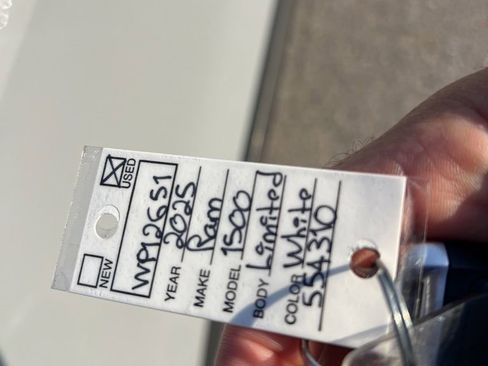 NEW USED
WP12651
YEAR 2025
MAKE Ram
MODEL 1500
BODY Limited
COLOR White
554310